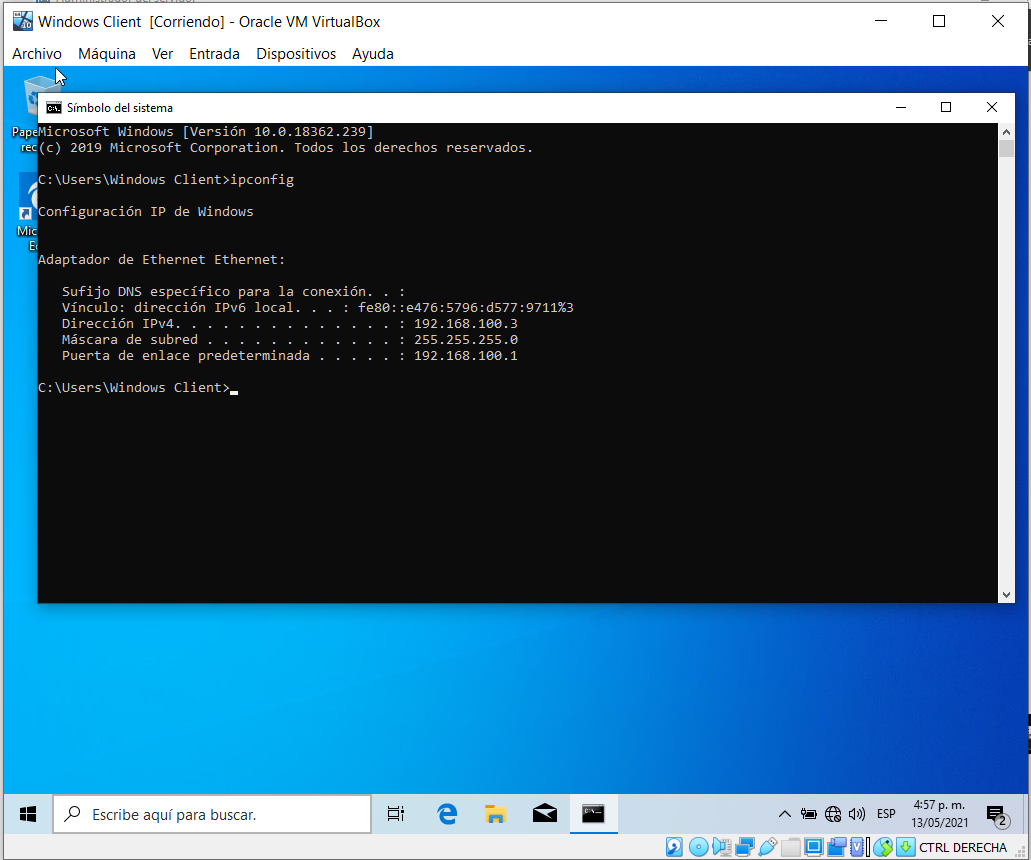 Windows Client [Corriendo] - Oracle VM VirtualBox
Archivo Máquina Ver Entrada Dispositivos Ayuda
Símbolo del sistema
Microsoft Windows [Versión 10.0.18362.239]
(c) 2019 Microsoft Corporation. Todos los derechos reservados.
C:\Users\Windows Client>ipconfig
Configuración IP de Windows
Adaptador de Ethernet Ethernet:
Sufijo DNS específico para la conexión. . :
Vínculo: dirección IPv6 local. . . : fe80::e476:5796:d577:9711%3
Dirección IPv4. . . . . . . . . . . . . . : 192.168.100.3
Máscara de subred . . . . . . . . . . . . : 255.255.255.0
Puerta de enlace predeterminada . . . . . : 192.168.100.1
C:\Users\Windows Client>
Escribe aquí para buscar.
ESP
4:57 p. m.
13/05/2021
2
CTRL DERECHA